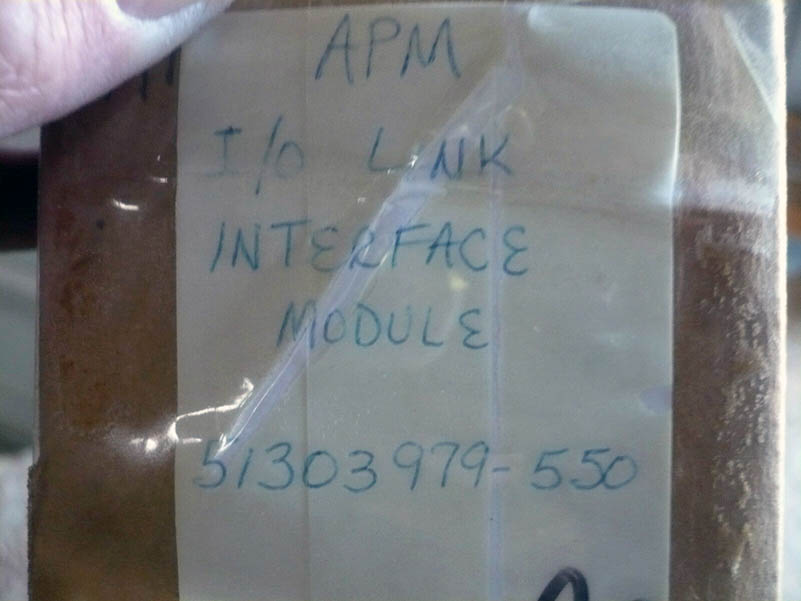 APM
I/O LINK
INTERFACE
MODULE
51303979-550